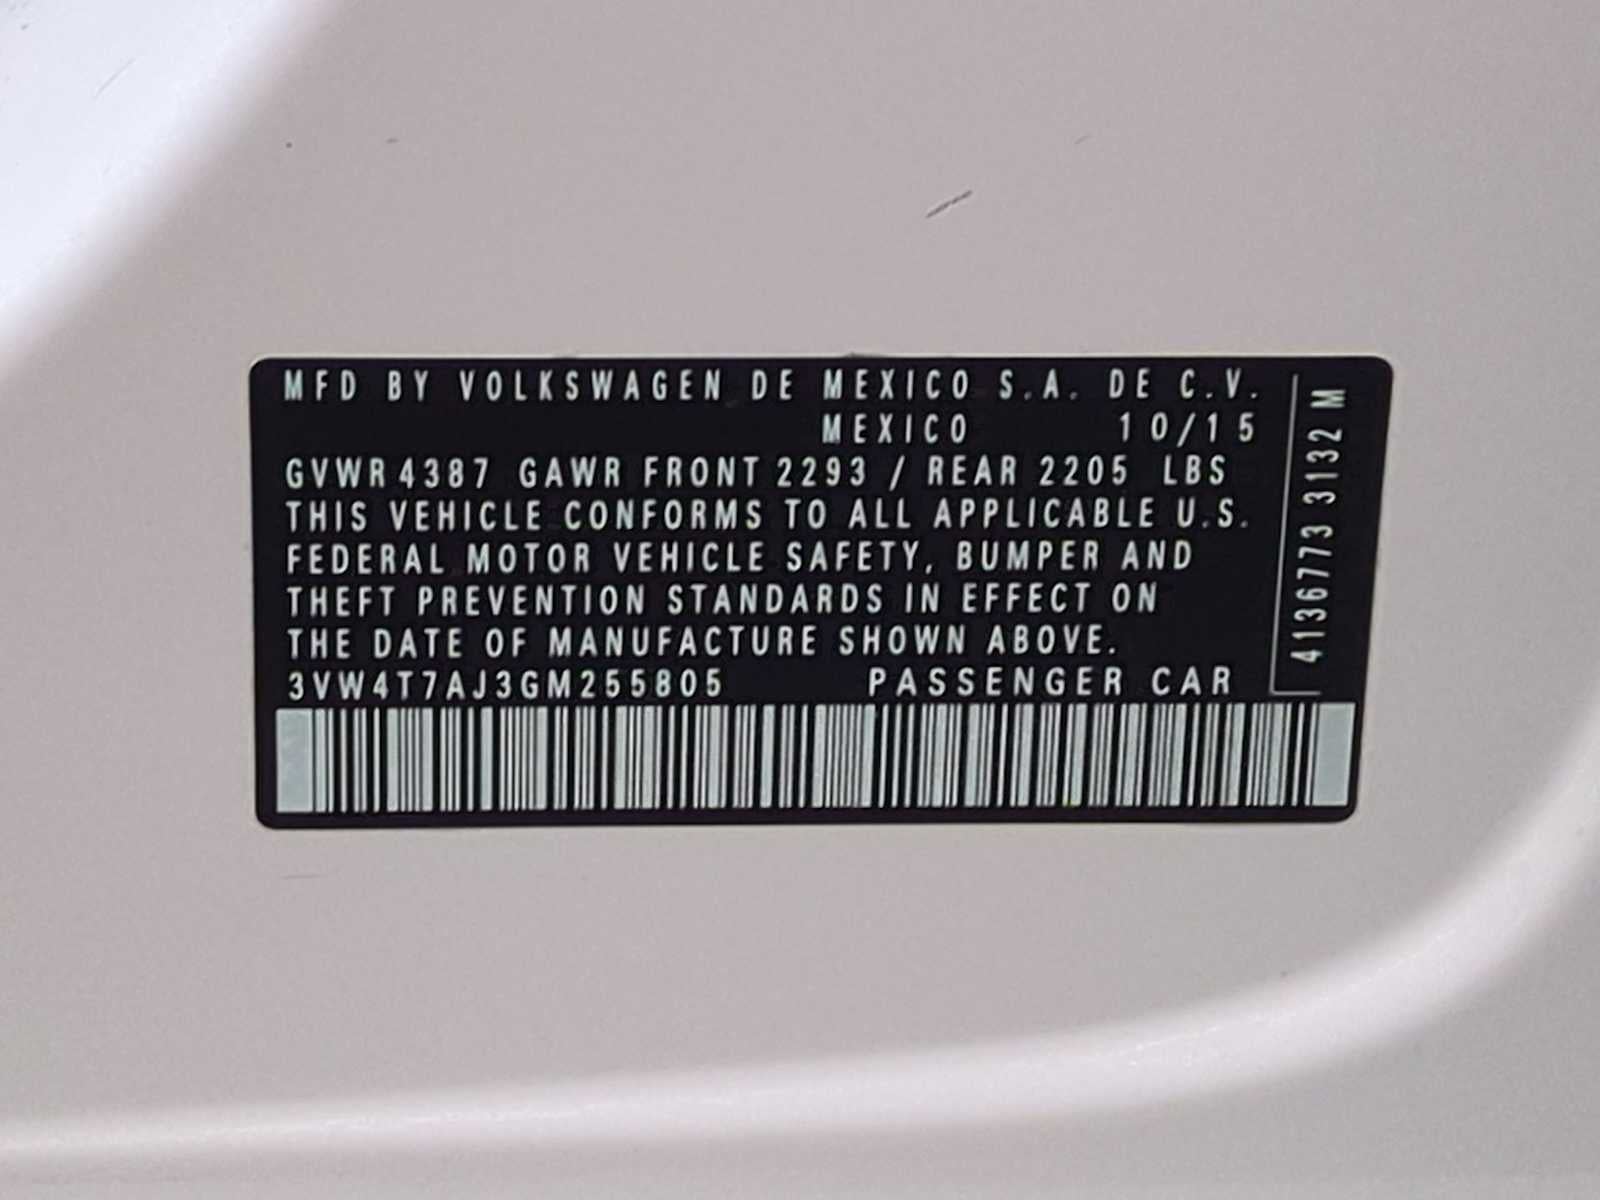 MFD BY VOLKSWAGEN DE MEXICO S.A. DE C.V.
MEXICO 10/15
GVWR 4387 GAWR FRONT 2293 / REAR 2205 LBS
THIS VEHICLE CONFORMS TO ALL APPLICABLE U.S.
FEDERAL MOTOR VEHICLE SAFETY, BUMPER AND
THEFT PREVENTION STANDARDS IN EFFECT ON
THE DATE OF MANUFACTURE SHOWN ABOVE.
3VW4T7AJ3GM255805 PASSENGER CAR
4136773 3132 M